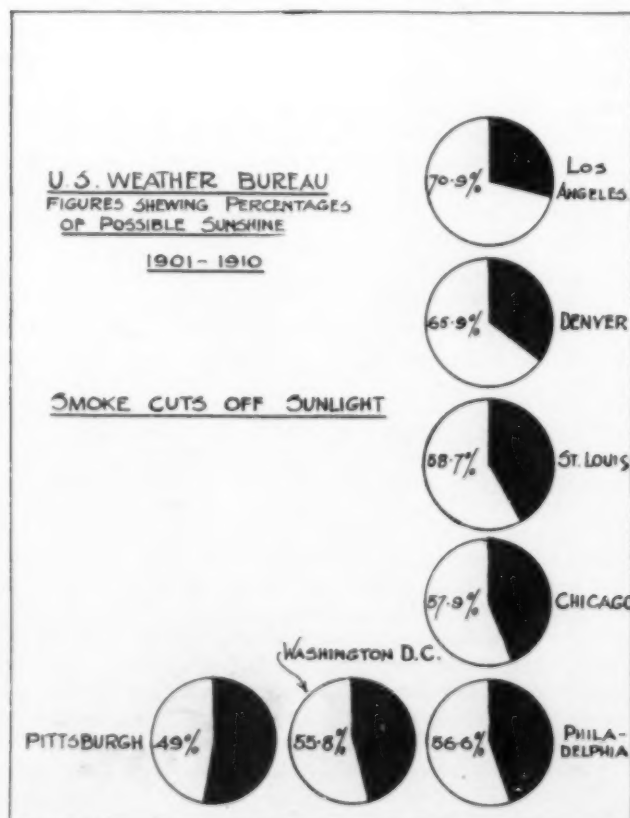 U.S. WEATHER BUREAU
FIGURES SHEWING PERCENTAGES
OF POSSIBLE SUNSHINE
1901 - 1910
SMOKE CUTS OFF SUNLIGHT
70.9%
LOS
ANGELES
65.9%
DENVER
58.7%
ST. LOUIS
57.9%
CHICAGO
WASHINGTON D.C.
PITTSBURGH
49%
55.8%
56.6%
PHILA-
DELPHIA